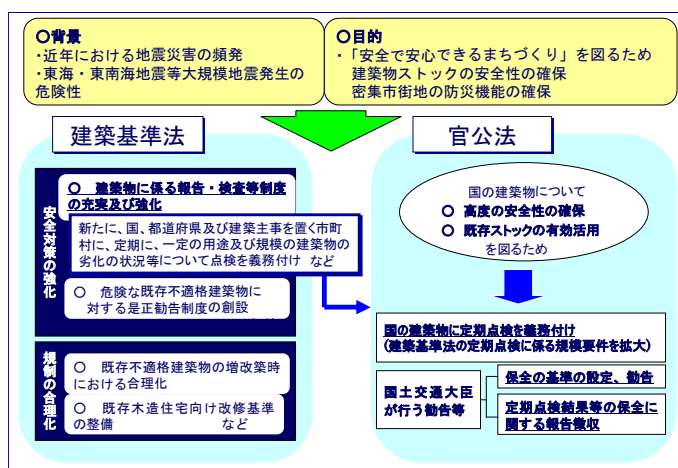 〇背景
・近年における地震災害の頻発
・東海・東南海地震等大規模地震発生の
危険性
〇目的
・「安全で安心できるまちづくり」を図るため
建築物ストックの安全性の確保
密集市街地の防災機能の確保
建築基準法
安全対策の強化
〇　建築物に係る報告・検査等制度
の充実及び強化
新たに、国、都道府県及び建築主事を置く市町
村に、定期に、一定の用途及び規模の建築物の
劣化の状況等について点検を義務付け　など
〇　危険な既存不適格建築物に
対する是正勧告制度の創設
規制の合理化
〇　既存不適格建築物の増改築時
における合理化
〇　既存木造住宅向け改修基準
の整備　　　　　など
官公法
国の建築物について
〇　高度の安全性の確保
〇　既存ストックの有効活用
を図るため
国の建築物に定期点検を義務付け
(建築基準法の定期点検に係る規模要件を拡大)
国土交通大臣
が行う勧告等
保全の基準の設定、勧告
定期点検結果等の保全に
関する報告徴収